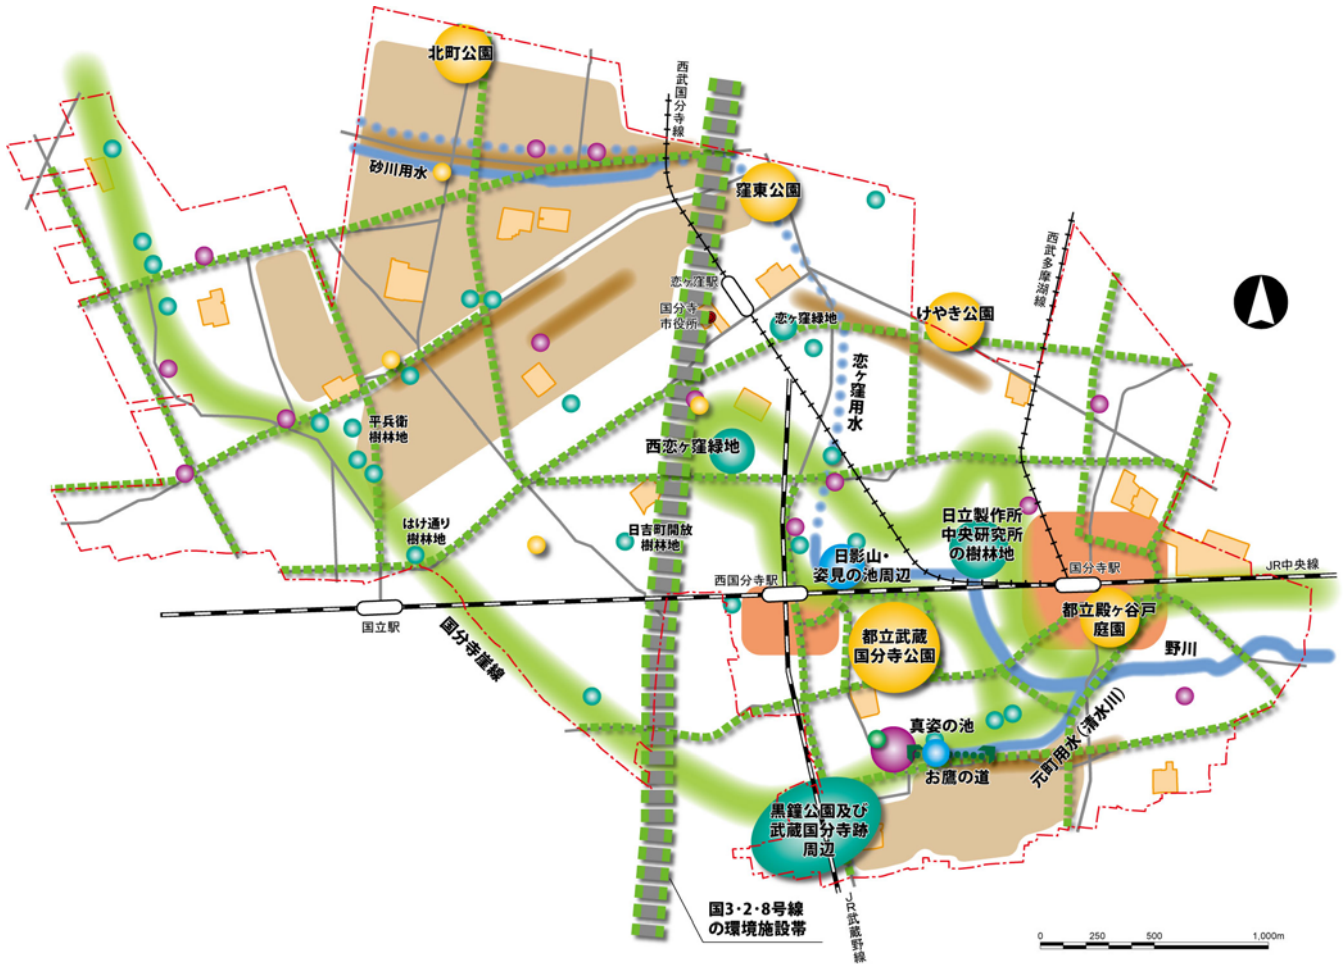 北町公園
西武国分寺線
砂川用水
窪東公園
西武多摩湖線
恋ヶ窪駅
国分寺
市役所
恋ヶ窪緑地
けやき公園
恋ヶ窪用水
平兵衛
樹林地
西恋ヶ窪緑地
はけ通り
樹林地
日吉町開放
樹林地
日立製作所
中央研究所
の樹林地
日影山・
姿見の池周辺
西国分寺駅
国分寺駅
JR中央線
国立駅
国分寺崖線
都立武蔵
国分寺公園
都立殿ヶ谷戸
庭園
野川
真姿の池
お鷹の道
元町用水(清水川)
黒鐘公園及び
武蔵国分寺跡
周辺
国3・2・8号線
の環境施設帯
JR武蔵野線
0 250 500 1,000m